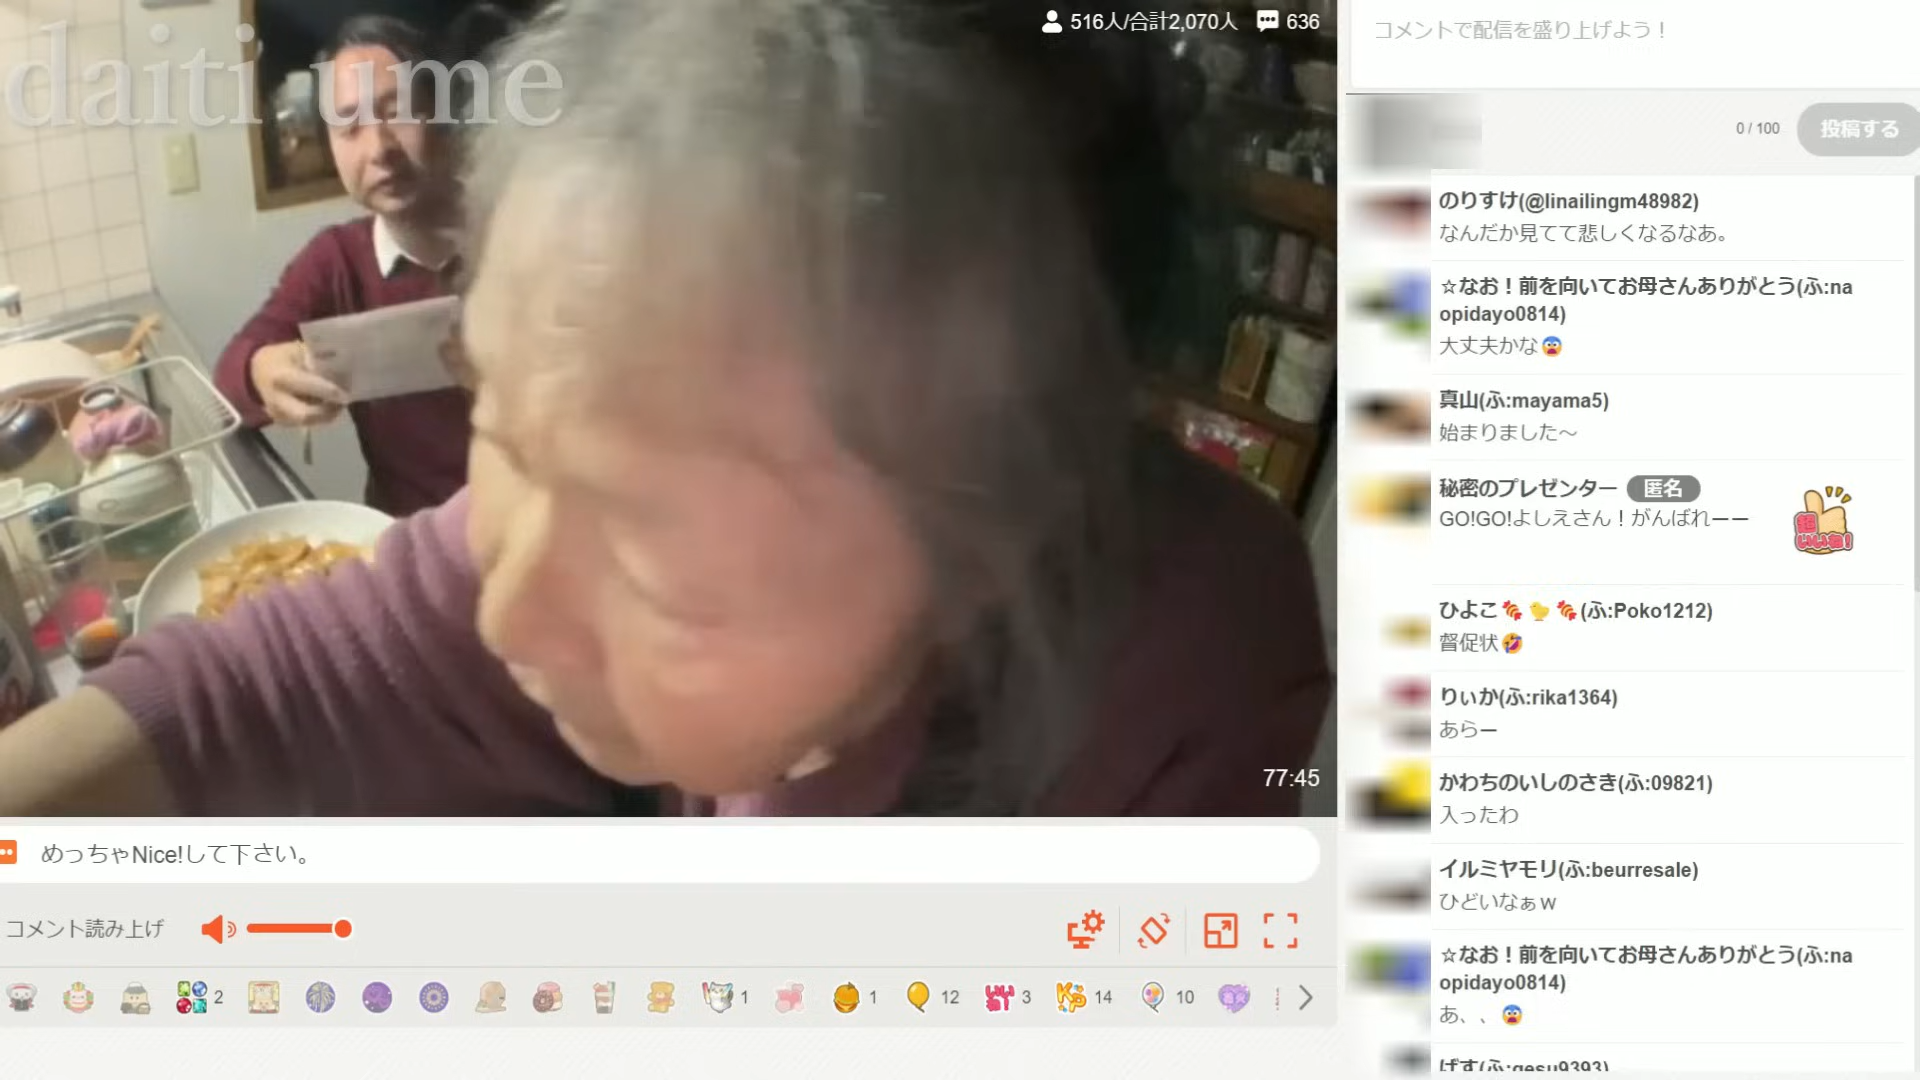 daiti ume
516人/合計2,070人
636
77:45
めっちゃNice!して下さい。
コメント読み上げ
2
1
1
12
3
14
10
コメントで配信を盛り上げよう！
0 / 100
投稿する
のりすけ(@linailingm48982)
なんだか見てて悲しくなるなあ。
☆なお！前を向いてお母さんありがとう(ふ:na
opidayo0814)
大丈夫かな😨
真山(ふ:mayama5)
始まりました〜
秘密のプレゼンター 匿名
GO!GO!よしえさん！がんばれーー
超いいね!
ひよこ🐔🐤🐔(ふ:Poko1212)
督促状🤣
りぃか(ふ:rika1364)
あらー
かわちのいしのさき(ふ:09821)
入ったわ
イルミヤモリ(ふ:beurresale)
ひどいなぁｗ
☆なお！前を向いてお母さんありがとう(ふ:na
opidayo0814)
あ、、😨
げす(ふ:gesu9393)